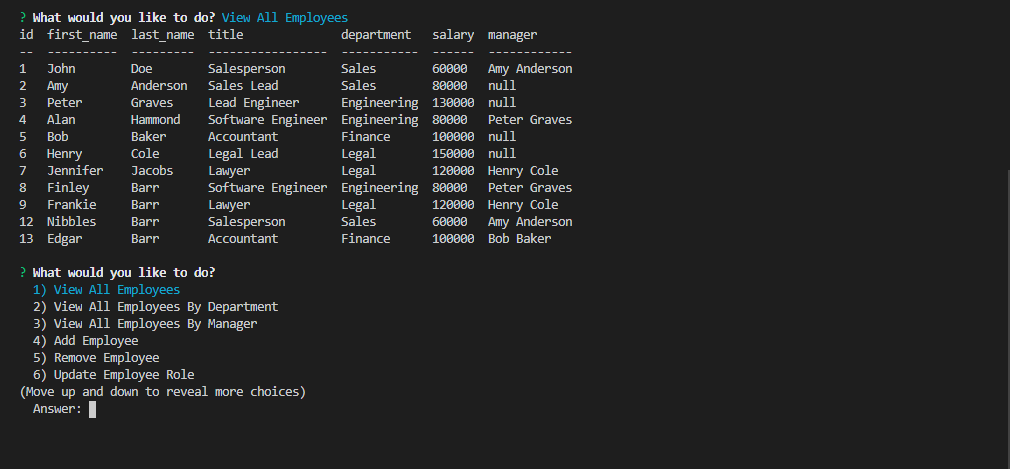 ? What would you like to do? View All Employees
id  first_name  last_name  title              department   salary  manager
--  ----------  ---------  -----------------  -----------  ------  ------------
1   John        Doe        Salesperson        Sales        60000   Amy Anderson
2   Amy         Anderson   Sales Lead         Sales        80000   null
3   Peter       Graves     Lead Engineer      Engineering  130000  null
4   Alan        Hammond    Software Engineer  Engineering  80000   Peter Graves
5   Bob         Baker      Accountant         Finance      100000  null
6   Henry       Cole       Legal Lead         Legal        150000  null
7   Jennifer    Jacobs     Lawyer             Legal        120000  Henry Cole
8   Finley      Barr       Software Engineer  Engineering  80000   Peter Graves
9   Frankie     Barr       Lawyer             Legal        120000  Henry Cole
12  Nibbles     Barr       Salesperson        Sales        60000   Amy Anderson
13  Edgar       Barr       Accountant         Finance      100000  Bob Baker
? What would you like to do?
1) View All Employees
2) View All Employees By Department
3) View All Employees By Manager
4) Add Employee
5) Remove Employee
6) Update Employee Role
(Move up and down to reveal more choices)
Answer: